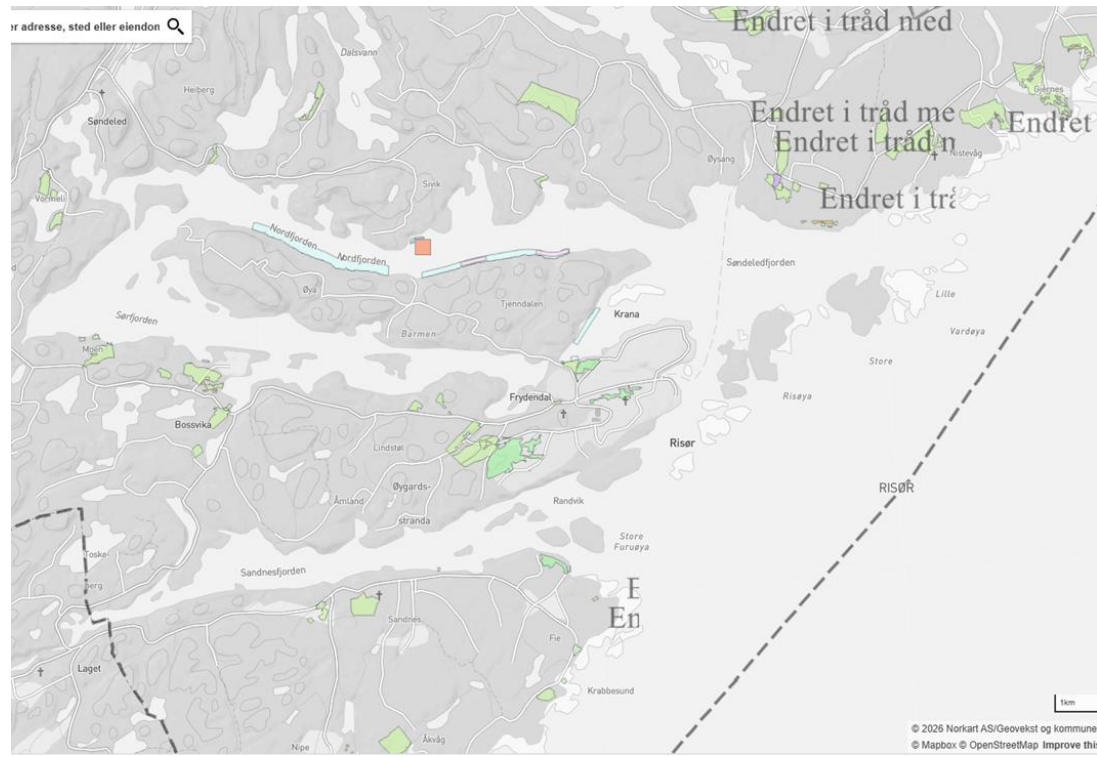 er adresse, sted eller eiendon
Endret i tråd med
Dalsvann
Heiberg
Gjernes
Endret i tråd me
Endret
Søndeled
Endret i tråd n
Nistevåg
Øysang
Sivik
Vormeli
Endret i trå
Nordfjorden
Nordfjorden
Søndeledfjorden
Øya
Lille
Tjenndalen
Sørfjorden
Krana
Vardøya
Barmen
Moen
Store
Frydendal
Risøya
Bossvika
Risør
Lindstøl
Øygards-
RISØR
Åmland
Randvik
stranda
Store
Furuøya
Toske-
Sandnesfjorden
berg
E
En
Sandnes
Fie
Laget
Krabbesund
1km
Åkvåg
Nipe
© 2026 Norkart AS/Geovekst og kommune
© Mapbox © OpenStreetMap Improve this